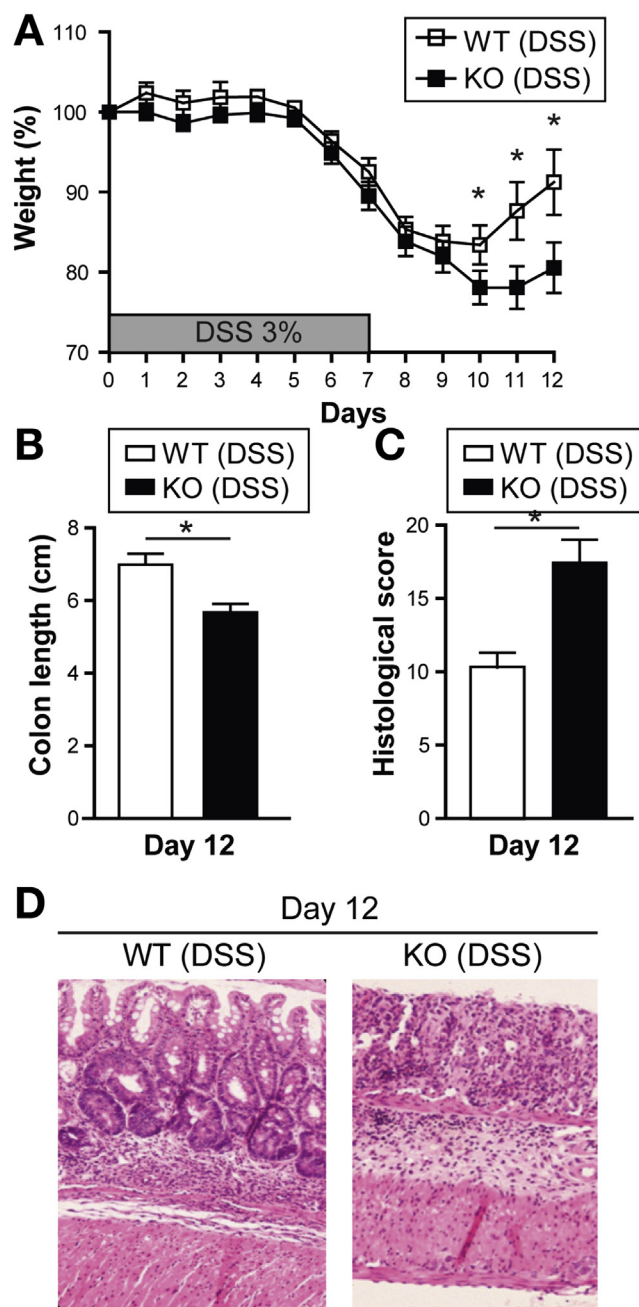 A
WT (DSS)
KO (DSS)
Weight (%)
110
100
90
80
70
* * *
DSS 3%
0 1 2 3 4 5 6 7 8 9 10 11 12
Days
B
WT (DSS)
KO (DSS)
Colon length (cm)
8
6
4
2
0
*
Day 12
C
WT (DSS)
KO (DSS)
Histological score
20
15
10
5
0
*
Day 12
D
Day 12
WT (DSS) KO (DSS)